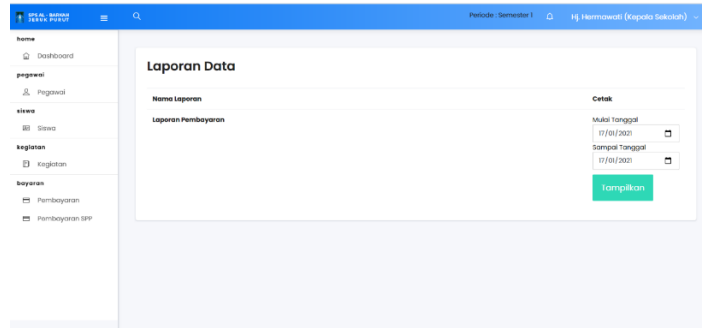 SPS AL - BARKAH
JERUK PURUT
Periode : Semester 1
Hj. Hermawati (Kepala Sekolah)
home
Dashboard
pegawai
Pegawai
siswa
Siswa
kegiatan
Kegiatan
bayaran
Pembayaran
Pembayaran SPP
Laporan Data
Nama Laporan
Cetak
Laporan Pembayaran
Mulai Tanggal
17/01/2021
Sampai Tanggal
17/01/2021
Tampilkan